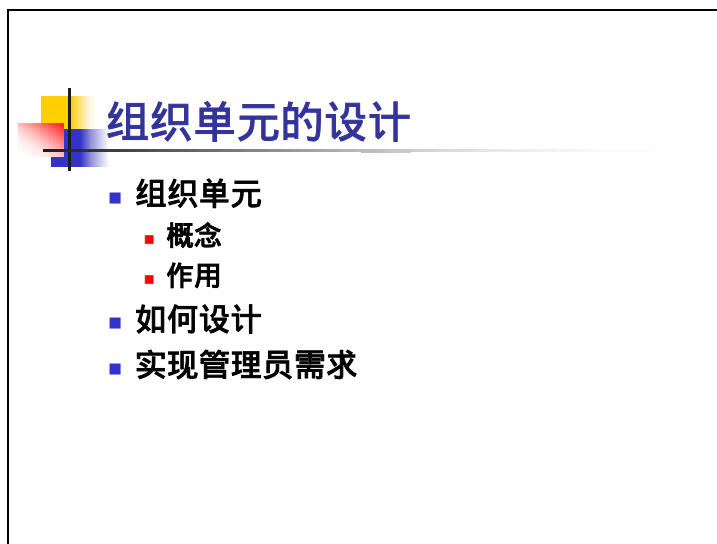 组织单元的设计
组织单元
概念
作用
如何设计
实现管理员需求